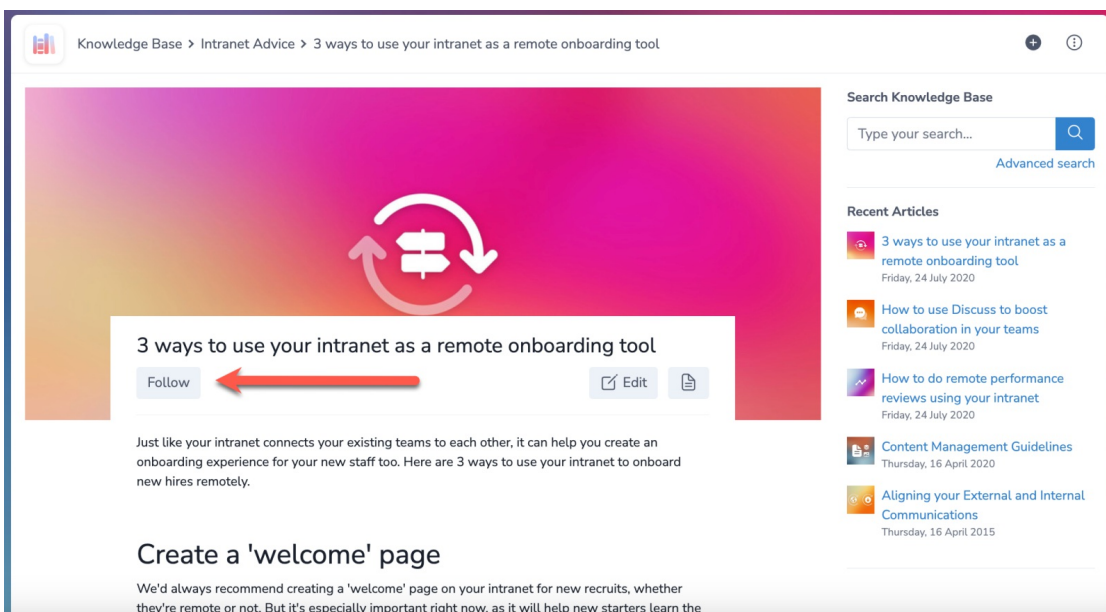 Knowledge Base > Intranet Advice > 3 ways to use your intranet as a remote onboarding tool
3 ways to use your intranet as a remote onboarding tool
Follow
Edit
Just like your intranet connects your existing teams to each other, it can help you create an
onboarding experience for your new staff too. Here are 3 ways to use your intranet to onboard
new hires remotely.
Create a 'welcome' page
We'd always recommend creating a 'welcome' page on your intranet for new recruits, whether
they're remote or not. But it's especially important right now, as it will help new starters learn the
Search Knowledge Base
Type your search...
Advanced search
Recent Articles
3 ways to use your intranet as a
remote onboarding tool
Friday, 24 July 2020
How to use Discuss to boost
collaboration in your teams
Friday, 24 July 2020
How to do remote performance
reviews using your intranet
Friday, 24 July 2020
Content Management Guidelines
Thursday, 16 April 2020
Aligning your External and Internal
Communications
Thursday, 16 April 2015